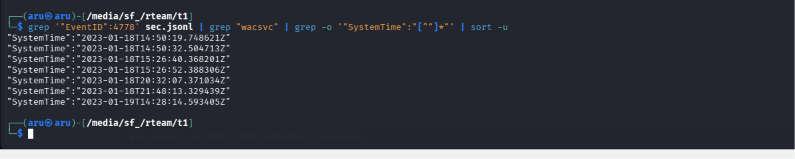 ┌──(aru㉿aru)-[/media/sf_/rteam/t1]
└─$ grep '"EventID":4778' sec.jsonl | grep "wacsvc" | grep -o '"SystemTime":"[^"]*"' | sort -u
"SystemTime":"2023-01-18T14:50:19.748621Z"
"SystemTime":"2023-01-18T14:50:32.504713Z"
"SystemTime":"2023-01-18T15:26:40.368201Z"
"SystemTime":"2023-01-18T15:26:52.388306Z"
"SystemTime":"2023-01-18T20:32:07.371034Z"
"SystemTime":"2023-01-18T21:48:13.329439Z"
"SystemTime":"2023-01-19T14:28:14.593405Z"
┌──(aru㉿aru)-[/media/sf_/rteam/t1]
└─$